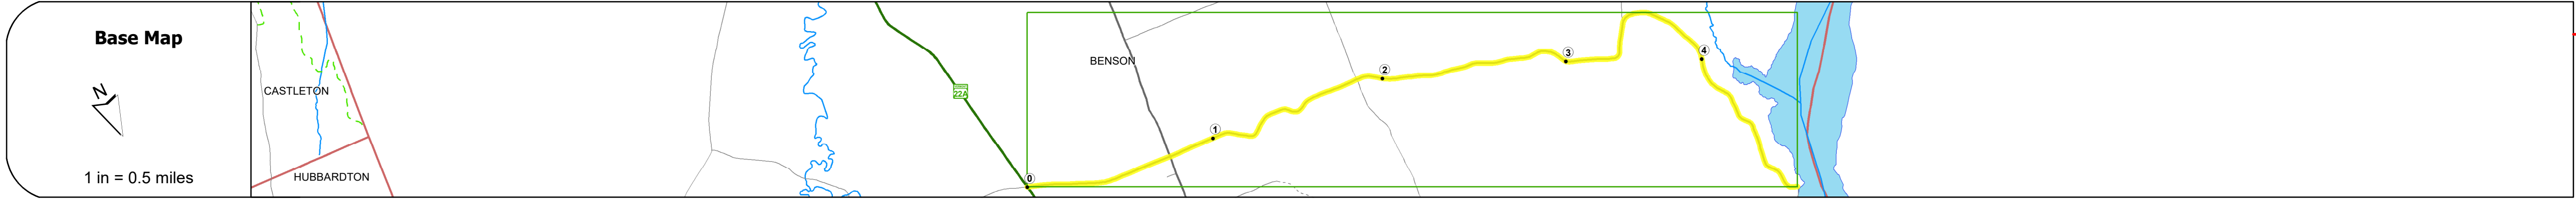 Base Map
N
1 in = 0.5 miles
CASTLETON
HUBBARDTON
22A
BENSON
0
1
2
3
4